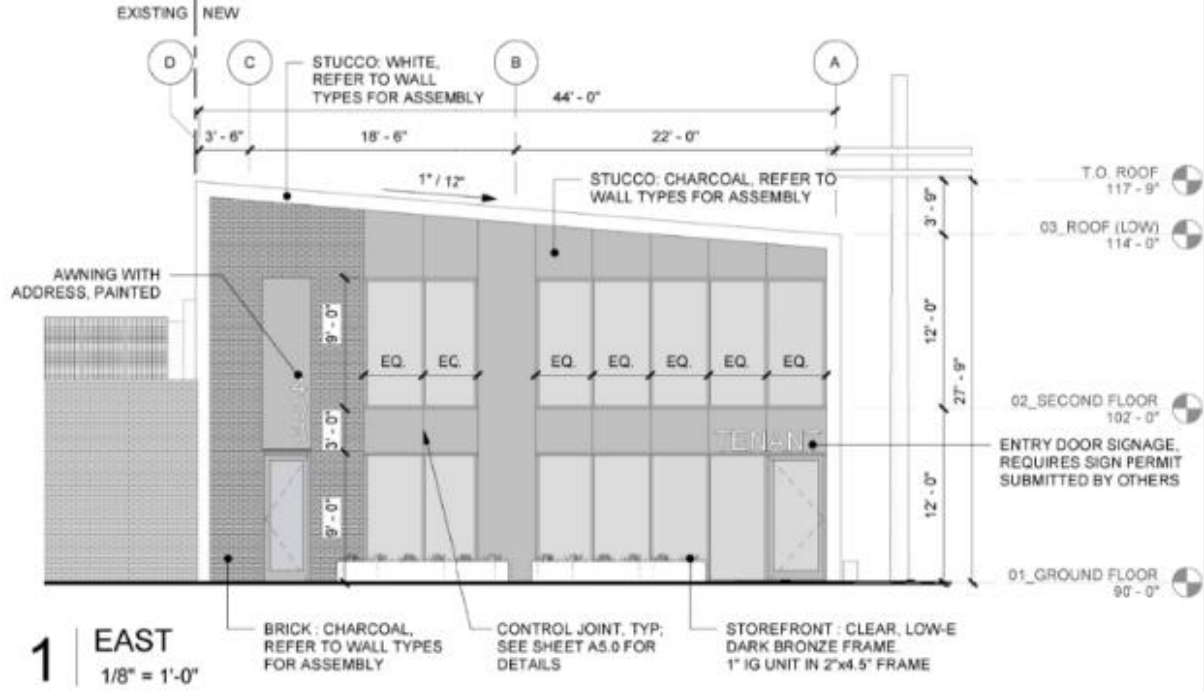 EXISTING NEW
D
C
B
A
STUCCO: WHITE,
REFER TO WALL
TYPES FOR ASSEMBLY
44' - 0"
3' - 6"
18' - 6"
22' - 0"
1" / 12"
STUCCO: CHARCOAL, REFER TO
WALL TYPES FOR ASSEMBLY
T.O. ROOF
117' - 9"
3' - 9"
03_ROOF (LOW)
114' - 0"
AWNING WITH
ADDRESS, PAINTED
9' - 0"
12' - 0"
EQ.
EQ.
EQ.
EQ.
EQ.
EQ.
EQ.
27' - 9"
02_SECOND FLOOR
102' - 0"
3' - 0"
TENANT
ENTRY DOOR SIGNAGE,
REQUIRES SIGN PERMIT
SUBMITTED BY OTHERS
9' - 0"
12' - 0"
01_GROUND FLOOR
90' - 0"
1
EAST
1/8" = 1'-0"
BRICK : CHARCOAL,
REFER TO WALL TYPES
FOR ASSEMBLY
CONTROL JOINT, TYP;
SEE SHEET A5.0 FOR
DETAILS
STOREFRONT : CLEAR, LOW-E
DARK BRONZE FRAME.
1" IG UNIT IN 2"x4.5" FRAME